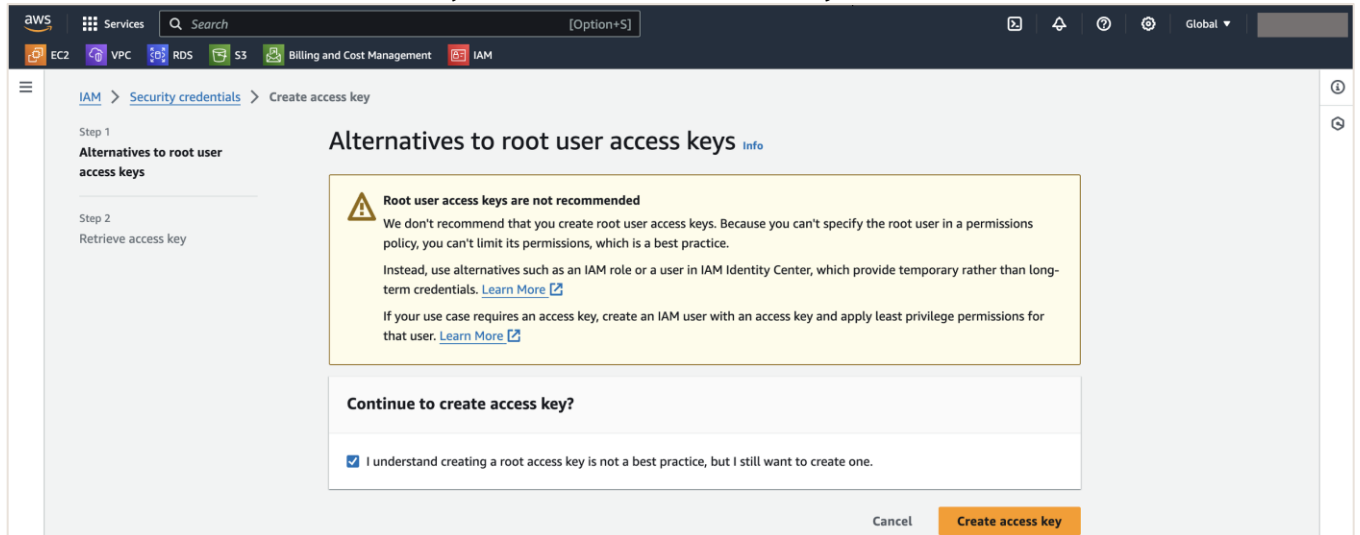 aws Services Search [Option+S] Global ▼
EC2 VPC RDS S3 Billing and Cost Management IAM
IAM > Security credentials > Create access key
Step 1
Alternatives to root user
access keys
Step 2
Retrieve access key
Alternatives to root user access keys Info
Root user access keys are not recommended
We don't recommend that you create root user access keys. Because you can't specify the root user in a permissions
policy, you can't limit its permissions, which is a best practice.
Instead, use alternatives such as an IAM role or a user in IAM Identity Center, which provide temporary rather than long-
term credentials. Learn More
If your use case requires an access key, create an IAM user with an access key and apply least privilege permissions for
that user. Learn More
Continue to create access key?
I understand creating a root access key is not a best practice, but I still want to create one.
Cancel Create access key